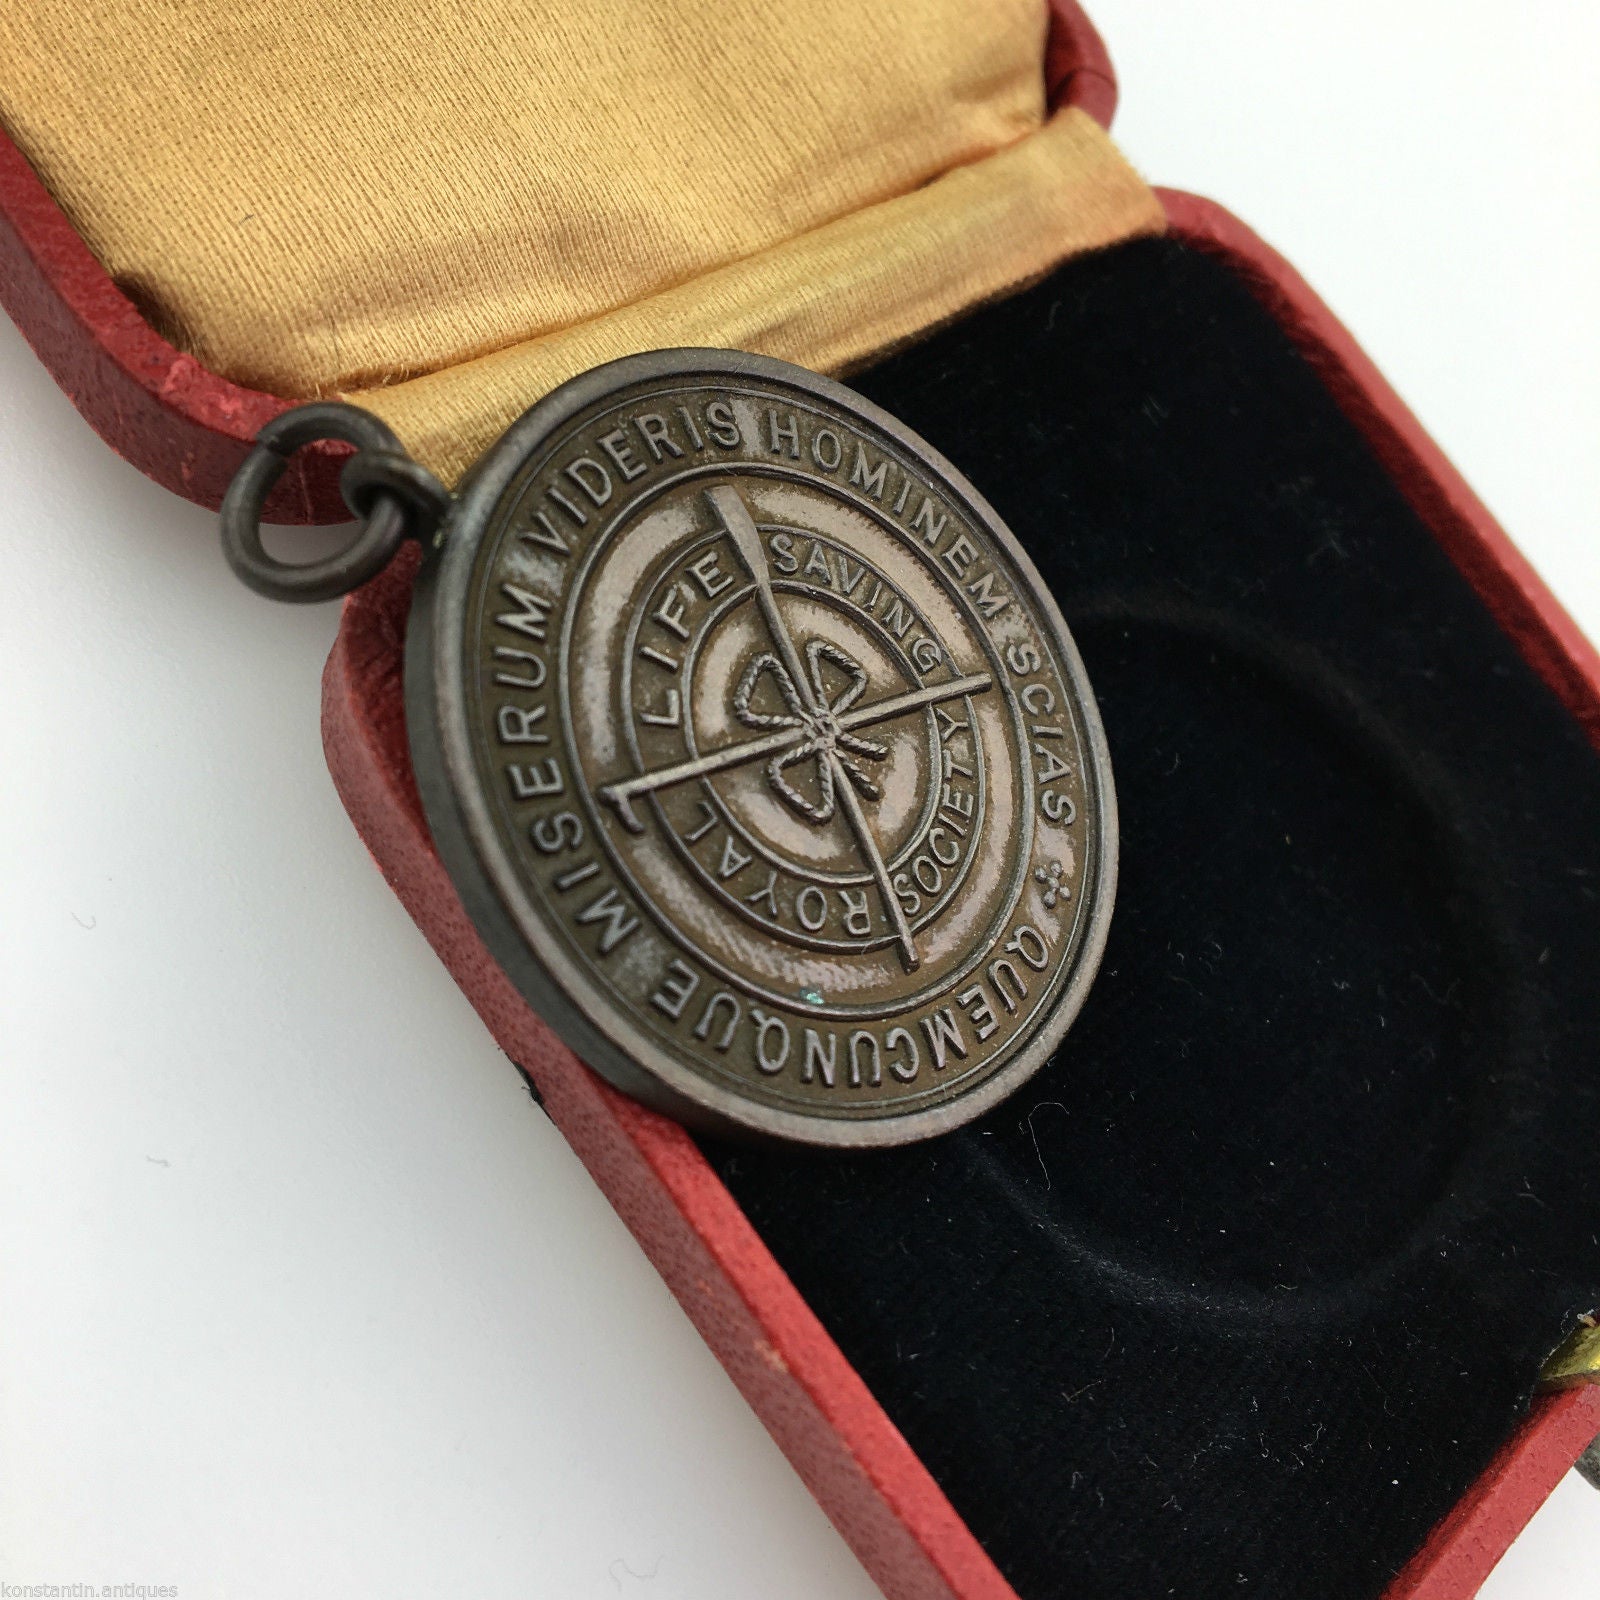 QUEMCUNQUE MISERUM VIDERIS HOMINEM SCIAS
ROYAL LIFE SAVING SOCIETY
konstantin.antiques